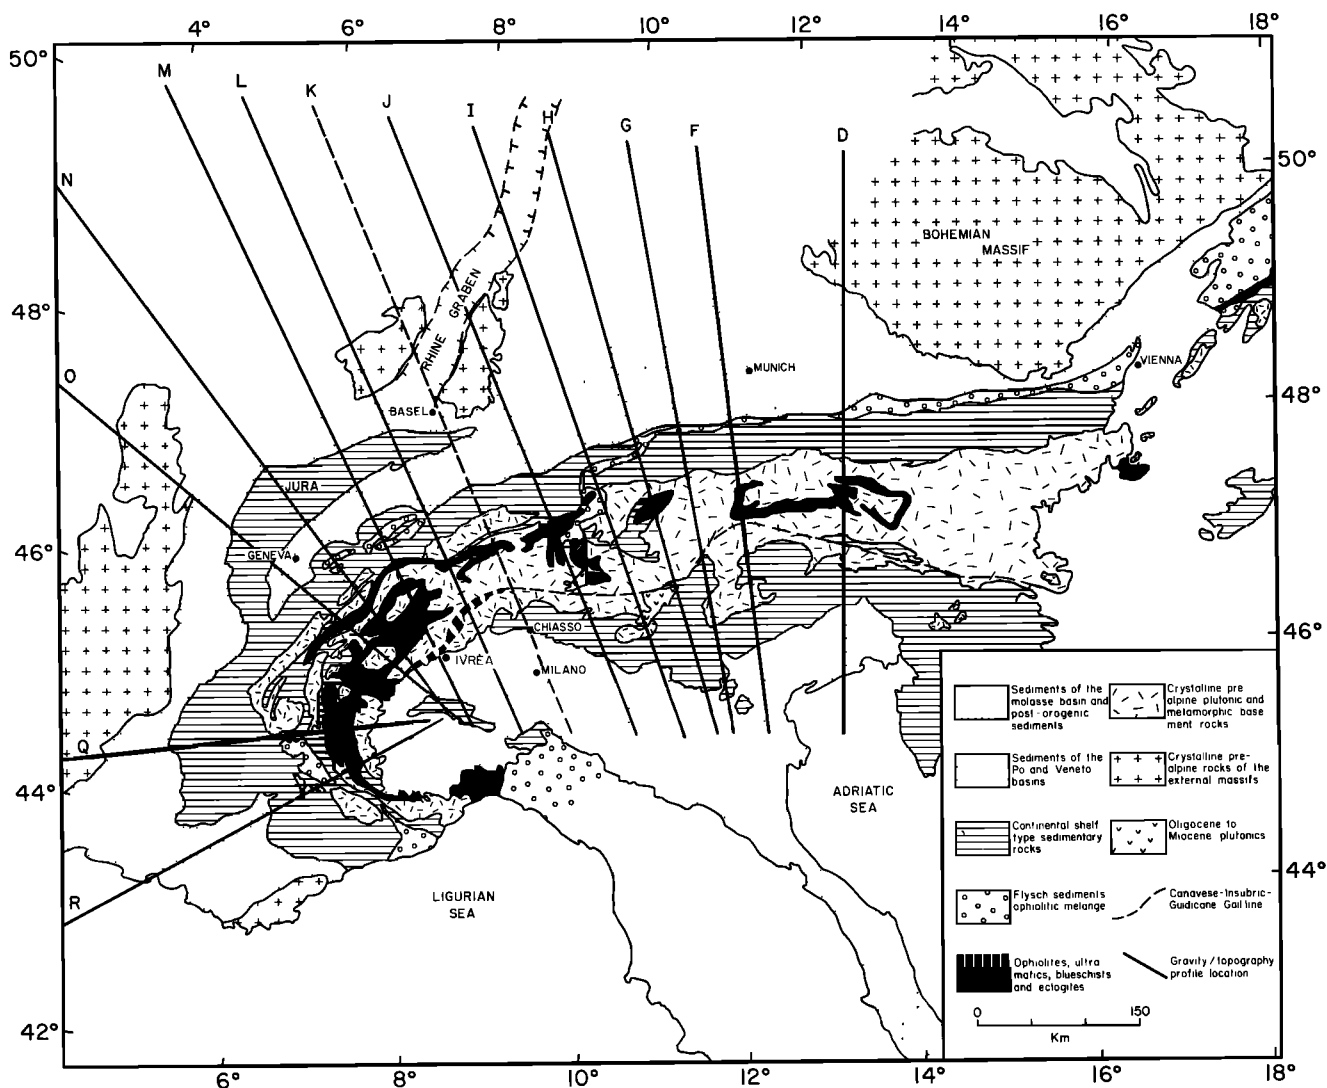 4° 6° 8° 10° 12° 14° 16° 18°
50°
M L K J I H G F D
50°
N
BOHEMIAN
MASSIF
RHINE GRABEN
48°
MUNICH
VIENNA
O
48°
BASEL
JURA
46°
GENEVA
CHIASSO
46°
IVREA
MILANO
Q
44°
ADRIATIC
SEA
44°
R
LIGURIAN
SEA
42°
6° 8° 10° 12° 14° 16° 18°
Sediments of the
molasse basin and
post-orogenic
sediments
Sediments of the
Po and Veneto
basins
Continental shelf
type sedimentary
rocks
Flysch sediments
ophiolitic melange
Ophiolites, ultra
matics, blueschists
and ectogites
Crystalline pre
alpine plutonic and
metamorphic base
ment rocks
Crystalline pre-
alpine rocks of the
external massifs
Oligocene to
Miocene plutonics
Canavese-Insubric-
Guidicane Gail line
Gravity/topography
profile location
0 150
Km